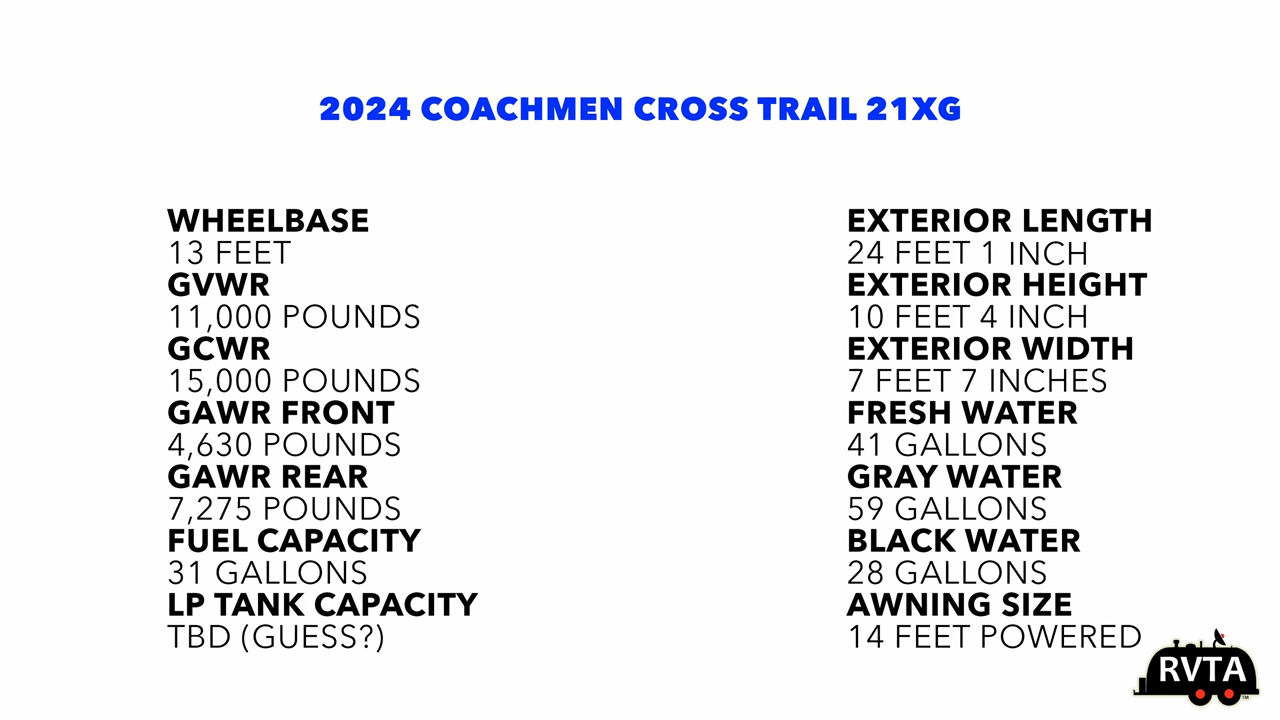 2024 COACHMEN CROSS TRAIL 21XG
WHEELBASE
13 FEET
GVWR
11,000 POUNDS
GCWR
15,000 POUNDS
GAWR FRONT
4,630 POUNDS
GAWR REAR
7,275 POUNDS
FUEL CAPACITY
31 GALLONS
LP TANK CAPACITY
TBD (GUESS?)
EXTERIOR LENGTH
24 FEET 1 INCH
EXTERIOR HEIGHT
10 FEET 4 INCH
EXTERIOR WIDTH
7 FEET 7 INCHES
FRESH WATER
41 GALLONS
GRAY WATER
59 GALLONS
BLACK WATER
28 GALLONS
AWNING SIZE
14 FEET POWERED
RVTA